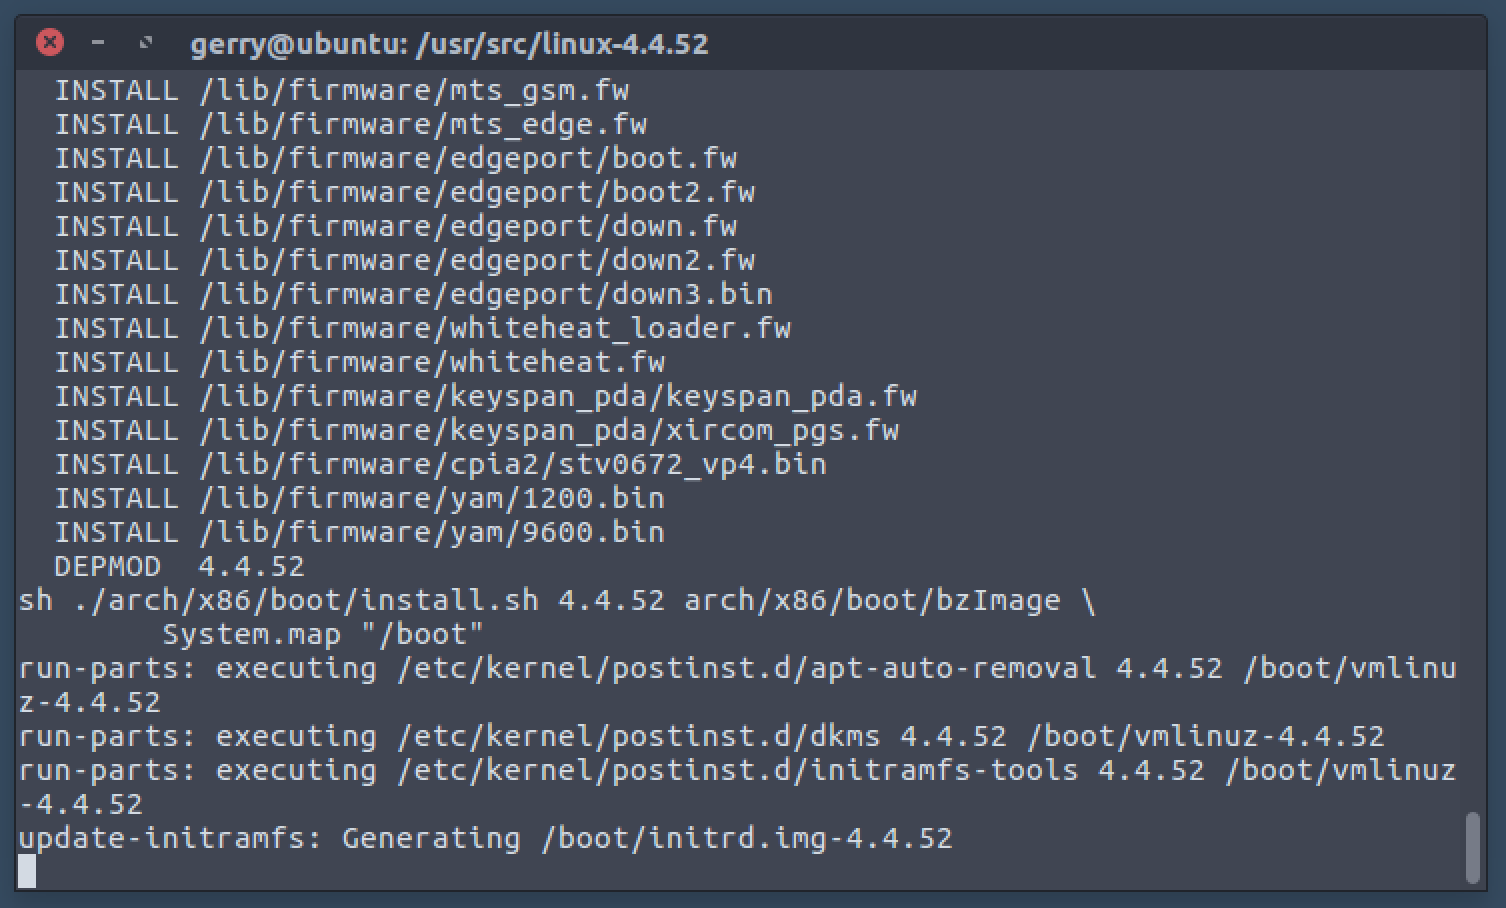 gerry@ubuntu: /usr/src/linux-4.4.52
INSTALL /lib/firmware/mts_gsm.fw
INSTALL /lib/firmware/mts_edge.fw
INSTALL /lib/firmware/edgeport/boot.fw
INSTALL /lib/firmware/edgeport/boot2.fw
INSTALL /lib/firmware/edgeport/down.fw
INSTALL /lib/firmware/edgeport/down2.fw
INSTALL /lib/firmware/edgeport/down3.bin
INSTALL /lib/firmware/whiteheat_loader.fw
INSTALL /lib/firmware/whiteheat.fw
INSTALL /lib/firmware/keyspan_pda/keyspan_pda.fw
INSTALL /lib/firmware/keyspan_pda/xircom_pgs.fw
INSTALL /lib/firmware/cpia2/stv0672_vp4.bin
INSTALL /lib/firmware/yam/1200.bin
INSTALL /lib/firmware/yam/9600.bin
DEPMOD  4.4.52
sh ./arch/x86/boot/install.sh 4.4.52 arch/x86/boot/bzImage \
System.map "/boot"
run-parts: executing /etc/kernel/postinst.d/apt-auto-removal 4.4.52 /boot/vmlinu
z-4.4.52
run-parts: executing /etc/kernel/postinst.d/dkms 4.4.52 /boot/vmlinuz-4.4.52
run-parts: executing /etc/kernel/postinst.d/initramfs-tools 4.4.52 /boot/vmlinuz
-4.4.52
update-initramfs: Generating /boot/initrd.img-4.4.52